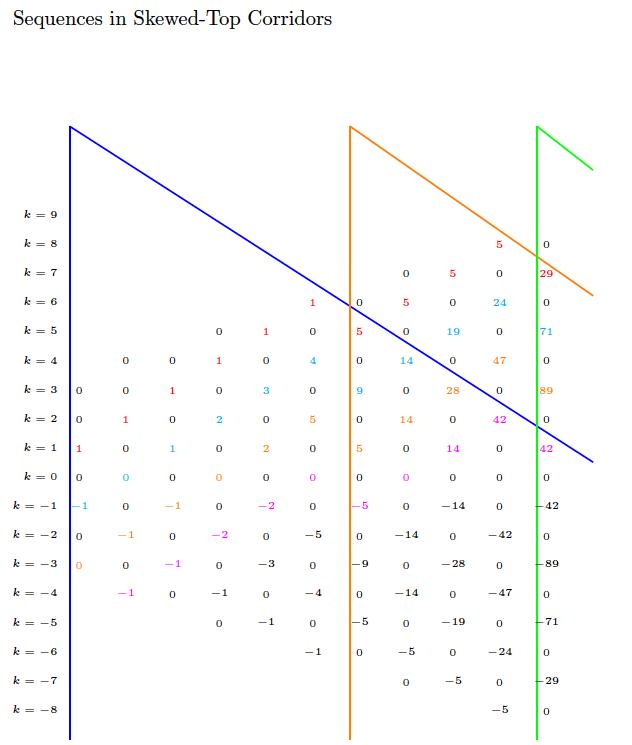 Sequences in Skewed-Top Corridors
k = 9
k = 8 5 0
k = 7 0 5 0 29
k = 6 1 0 5 0 24 0
k = 5 0 1 0 5 0 19 0 71
k = 4 0 0 1 0 4 0 14 0 47 0
k = 3 0 0 1 0 3 0 9 0 28 0 89
k = 2 0 1 0 2 0 5 0 14 0 42 0
k = 1 1 0 1 0 2 0 5 0 14 0 42
k = 0 0 0 0 0 0 0 0 0 0 0 0
k = −1 −1 0 −1 0 −2 0 −5 0 −14 0 −42
k = −2 0 −1 0 −2 0 −5 0 −14 0 −42 0
k = −3 0 0 −1 0 −3 0 −9 0 −28 0 −89
k = −4 −1 0 −1 0 −4 0 −14 0 −47 0
k = −5 0 −1 0 −5 0 −19 0 −71
k = −6 −1 0 −5 0 −24 0
k = −7 0 −5 0 −29
k = −8 −5 0